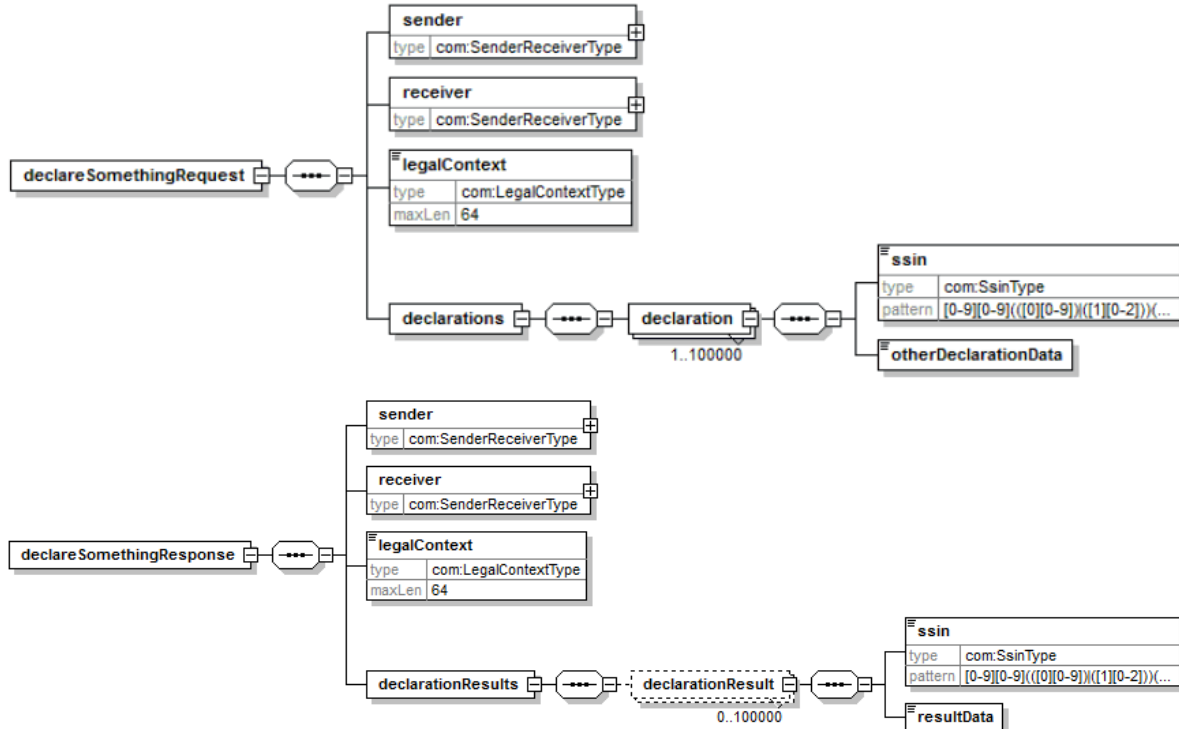 sender
type com:SenderReceiverType
receiver
type com:SenderReceiverType
declareSomethingRequest
legalContext
type com:LegalContextType
maxLen 64
ssin
type com:SsinType
pattern [0-9][0-9](([0][0-9])|([1][0-2]))(...
declarations
declaration
1..100000
otherDeclarationData
sender
type com:SenderReceiverType
receiver
type com:SenderReceiverType
declareSomethingResponse
legalContext
type com:LegalContextType
maxLen 64
ssin
type com:SsinType
pattern [0-9][0-9](([0][0-9])|([1][0-2]))(...
declarationResults
declarationResult
0..100000
resultData